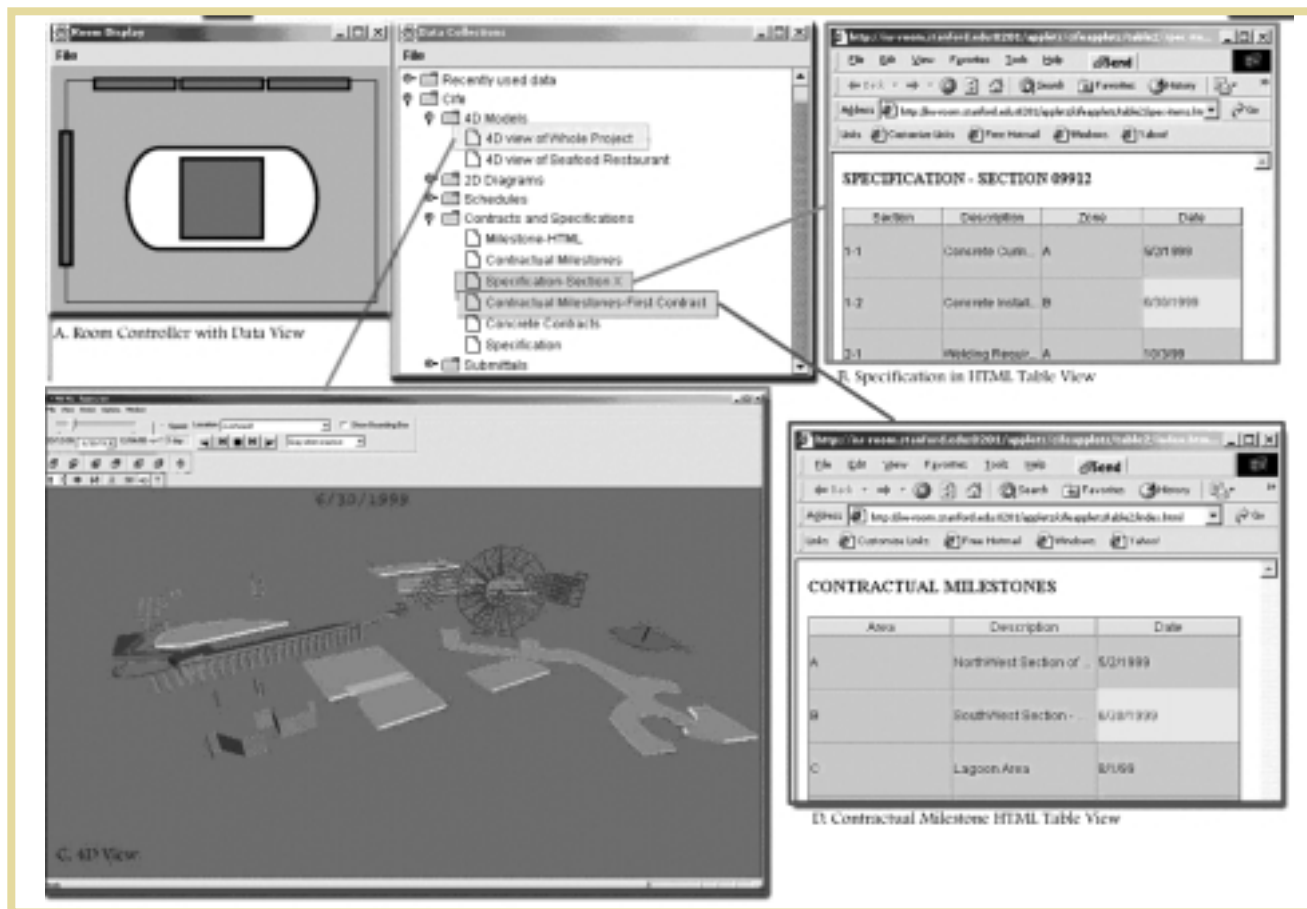 Room Display
File
Data Collections
File
Recently used data
Cife
4D Models
4D view of Whole Project
4D view of Seafood Restaurant
2D Diagrams
Schedules
Contracts and Specifications
Milestone-HTML
Contractual Milestones
Specification-Section X
Contractual Milestones-First Contract
Concrete Contracts
Specification
Submittals
A. Room Controller with Data View
File Edit View Favorites Tools Help Send
Search Favorites History
Address Go
Links Customize Links Free Hotmail Windows Yahoo!
SPECIFICATION - SECTION 09912
Section Description Zone Date
1-1 Concrete A 5/2/1999
1-2 Concrete Install... B 6/30/1999
2-1 Welding A 10/3/99
B. Specification in HTML Table View
6/30/1999
C. 4D View
File Edit View Favorites Tools Help Send
Search Favorites History
Address Go
Links Customize Links Free Hotmail Windows Yahoo!
CONTRACTUAL MILESTONES
Area Description Date
A NorthWest Section of ... 5/2/1999
B SouthWest Section - ... 6/30/1999
C Lagoon Area
D. Contractual Milestone HTML Table View